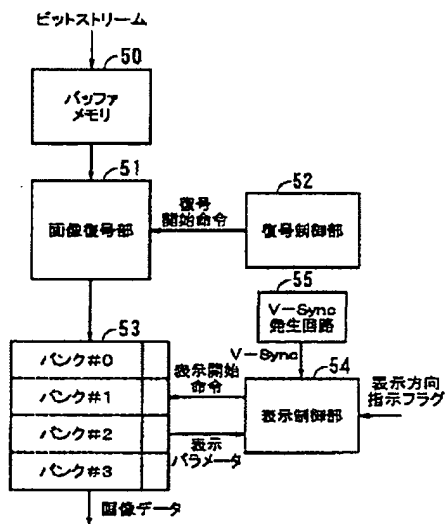 ビットストリーム
50
バッファ
メモリ
51
画像復号部
復号
開始命令
52
復号制御部
55
V-Sync
発生回路
V-Sync
53
バンク#0
バンク#1
バンク#2
バンク#3
表示開始
命令
表示
パラメータ
54
表示制御部
表示方向
指示フラグ
画像データ